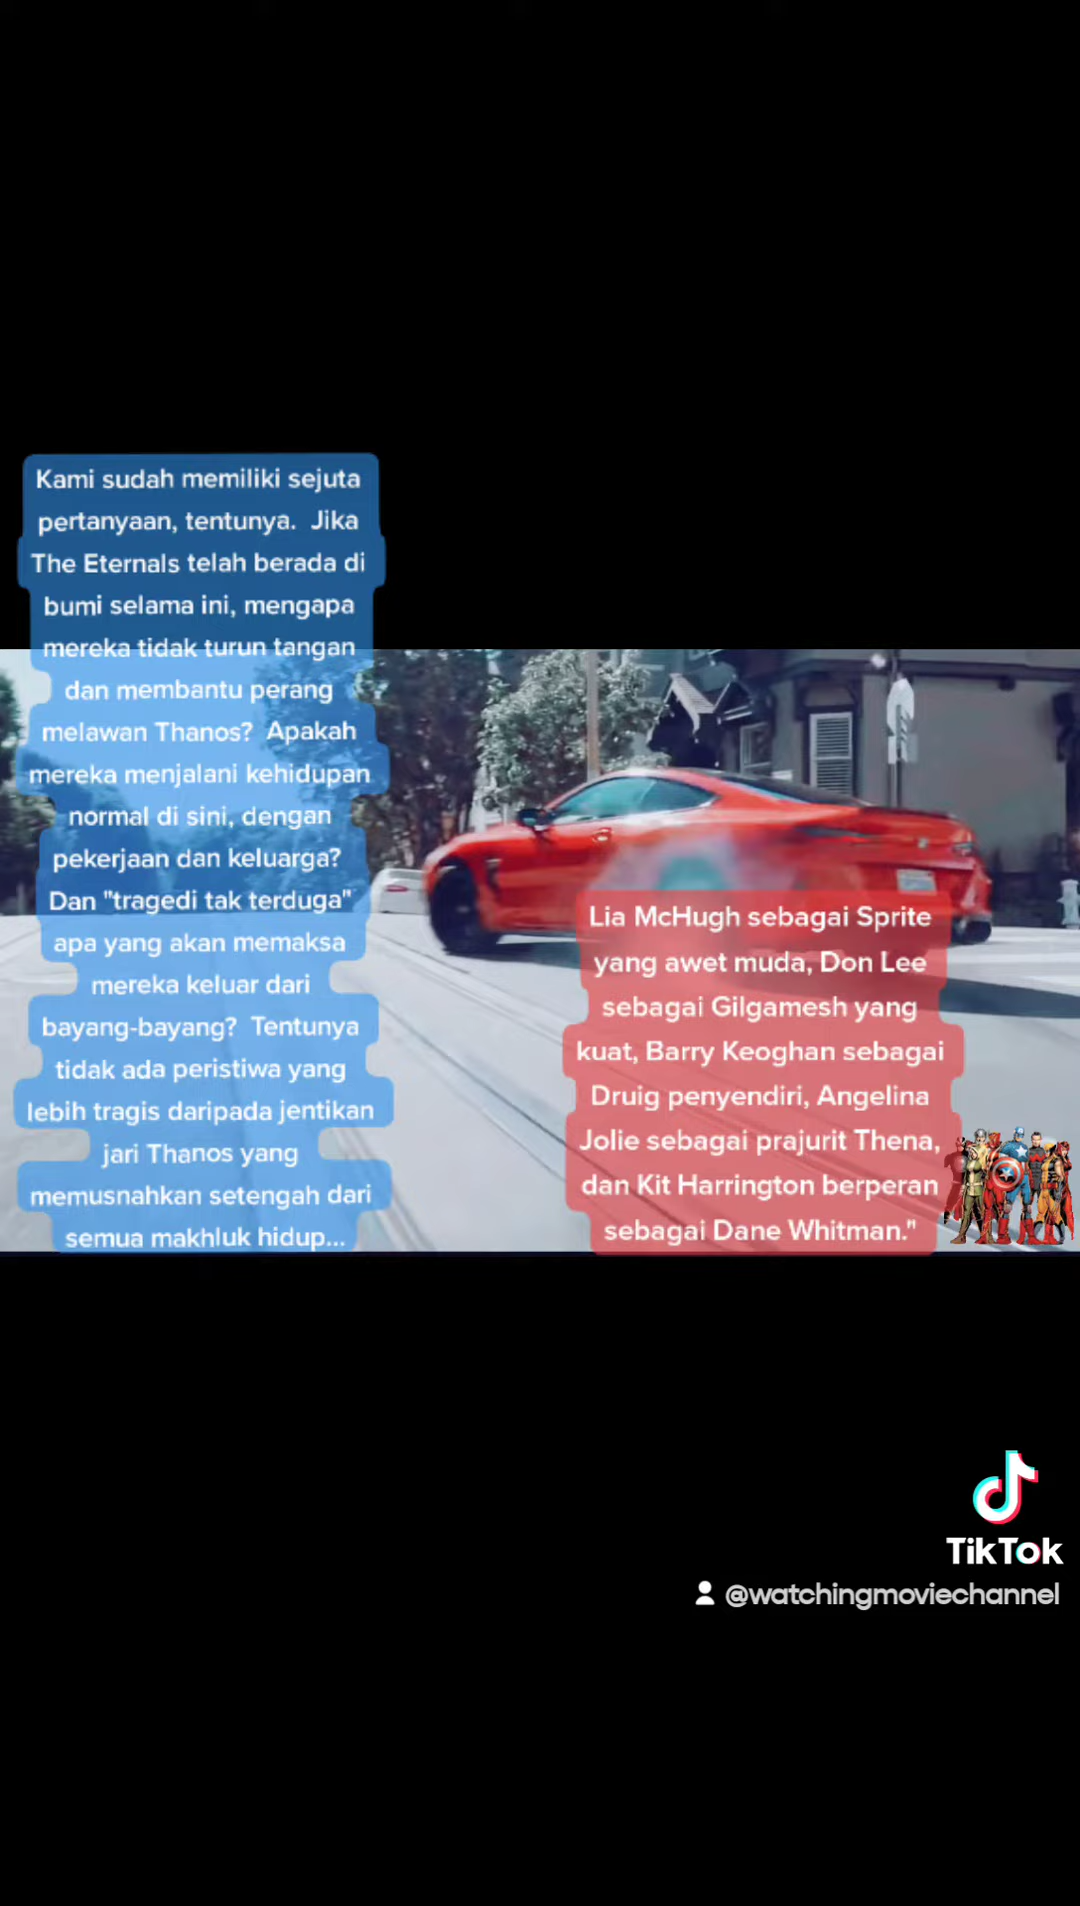 Kami sudah memiliki sejuta
pertanyaan, tentunya.  Jika
The Eternals telah berada di
bumi selama ini, mengapa
mereka tidak turun tangan
dan membantu perang
melawan Thanos?  Apakah
mereka menjalani kehidupan
normal di sini, dengan
pekerjaan dan keluarga?
Dan "tragedi tak terduga"
apa yang akan memaksa
mereka keluar dari
bayang-bayang?  Tentunya
tidak ada peristiwa yang
lebih tragis daripada jentikan
jari Thanos yang
memusnahkan setengah dari
semua makhluk hidup...
Lia McHugh sebagai Sprite
yang awet muda, Don Lee
sebagai Gilgamesh yang
kuat, Barry Keoghan sebagai
Druig penyendiri, Angelina
Jolie sebagai prajurit Thena,
dan Kit Harrington berperan
sebagai Dane Whitman."
TikTok
@watchingmoviechannel